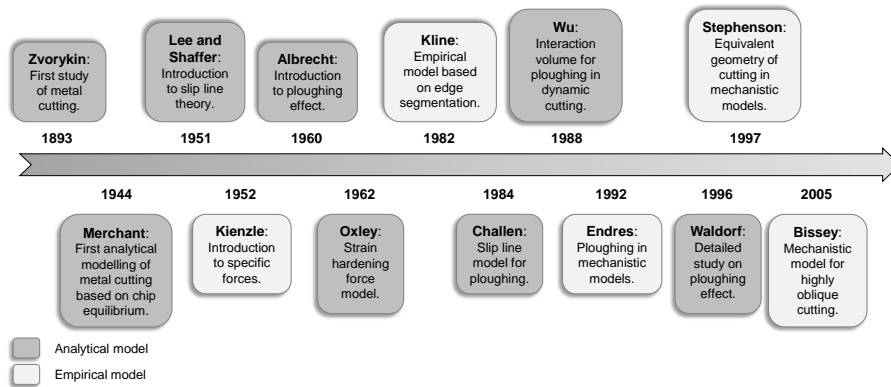 Zvorykin:
First study
of metal
cutting.
Lee and
Shaffer:
Introduction
to slip line
theory.
Albrecht:
Introduction
to ploughing
effect.
Kline:
Empirical
model based
on edge
segmentation.
Wu:
Interaction
volume for
ploughing in
dynamic
cutting.
Stephenson:
Equivalent
geometry of
cutting in
mechanistic
models.
1893
1951
1960
1982
1988
1997
1944
1952
1962
1984
1992
1996
2005
Merchant:
First analytical
modelling of
metal cutting
based on chip
equilibrium.
Kienzle:
Introduction
to specific
forces.
Oxley:
Strain
hardening
force
model.
Challen:
Slip line
model for
ploughing.
Endres:
Ploughing in
mechanistic
models.
Waldorf:
Detailed
study on
ploughing
effect.
Bissey:
Mechanistic
model for
highly
oblique
cutting.
Analytical model
Empirical model